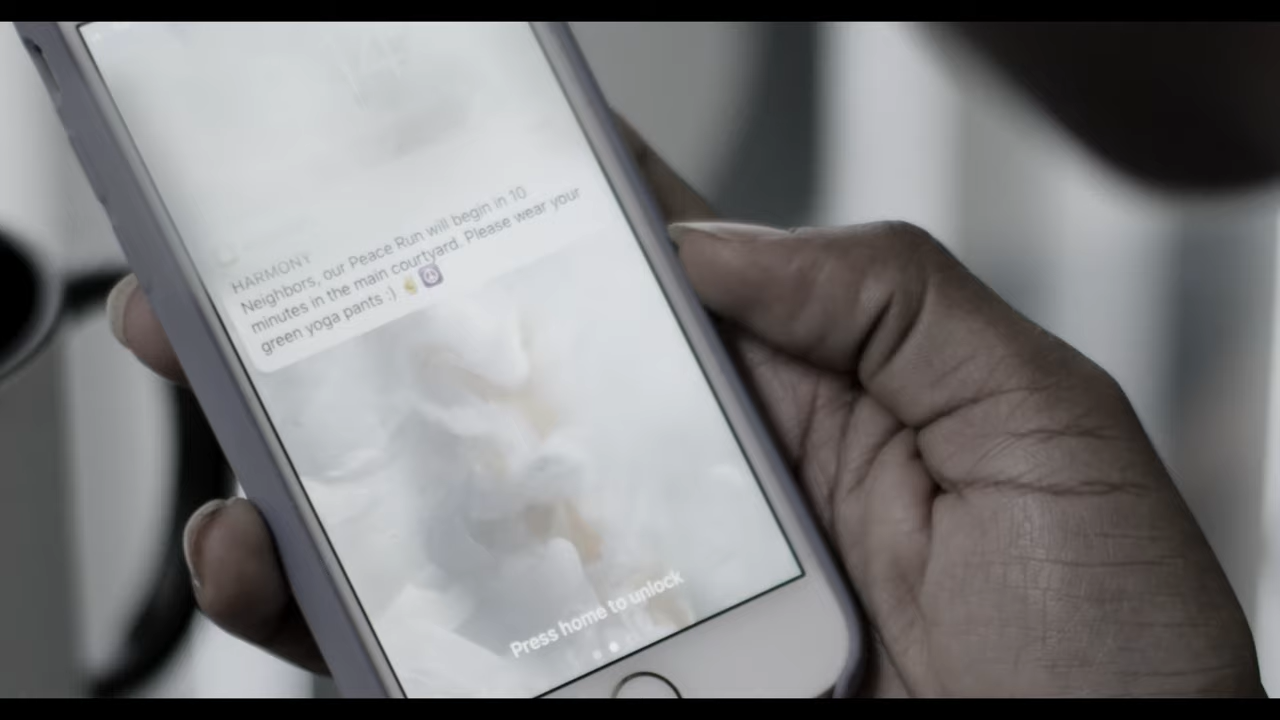 HARMONY
Neighbors, our Peace Run will begin in 10
minutes in the main courtyard. Please wear your
green yoga pants :) ✌️☮️
Press home to unlock